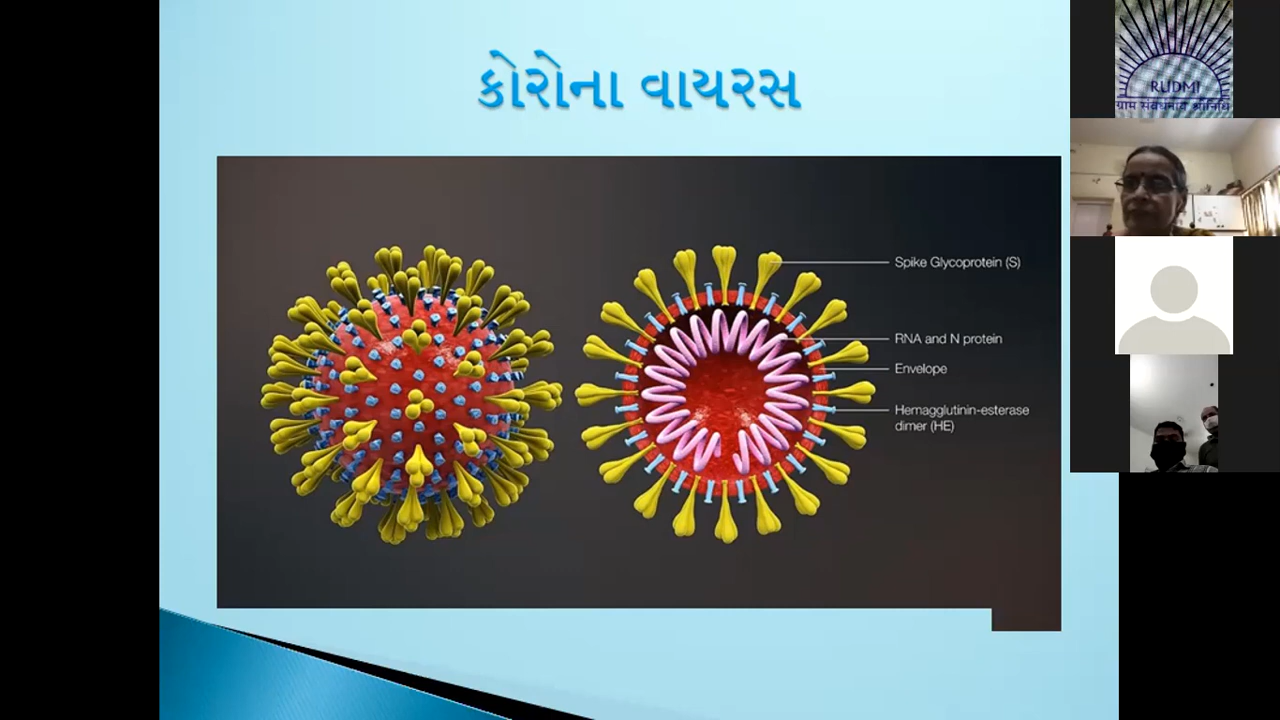 કોરોના વાયરસ
Spike Glycoprotein (S)
RNA and N protein
Envelope
Hemagglutinin-esterase
dimer (HE)
RUDMI